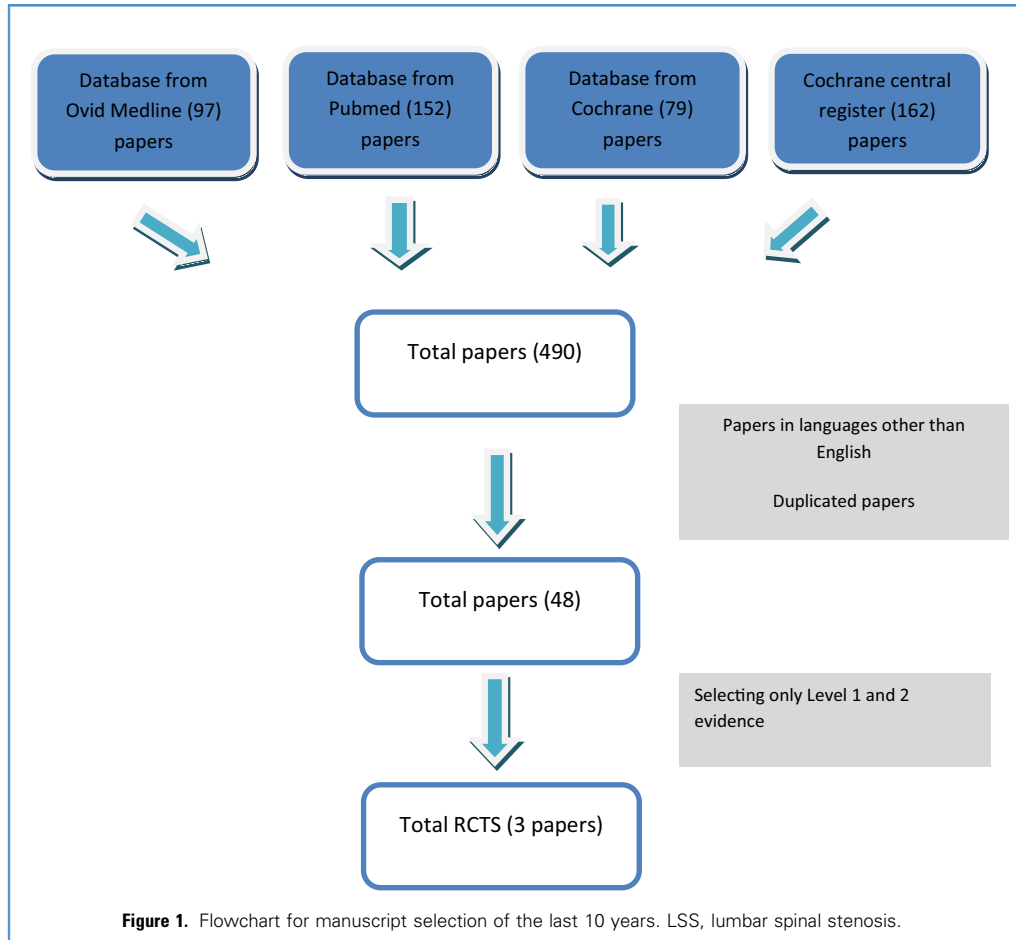 Database from
Ovid Medline (97)
papers
Database from
Pubmed (152)
papers
Database from
Cochrane (79)
papers
Cochrane central
register (162)
papers
Total papers (490)
Papers in languages other than
English
Duplicated papers
Total papers (48)
Selecting only Level 1 and 2
evidence
Total RCTS (3 papers)
Figure 1. Flowchart for manuscript selection of the last 10 years. LSS, lumbar spinal stenosis.